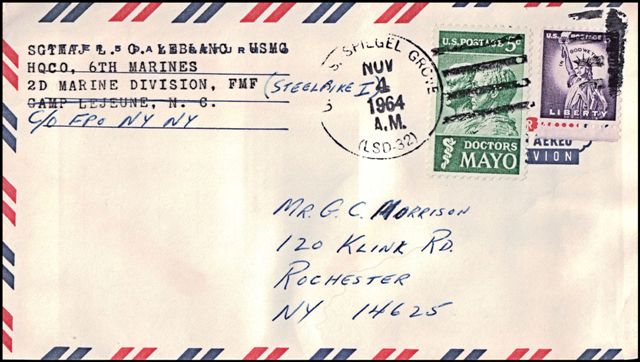 SGTMAJ L. J. D. LEBLANC, USMC
HQCO, 6TH MARINES
2D MARINE DIVISION, FMF
(STEELPIKE I)
CAMP LEJEUNE, N. C.
C/O FPO NY NY
U.S.S. SPIEGEL GROVE
NOV
4
1964
A.M.
(LSD-32)
U.S. POSTAGE 5¢
DOCTORS
MAYO
U.S. POSTAGE
IN GOD WE TRUST
LIBERTY
AEREO
AVION
MR. G. C. MORRISON
120 KLINK RD.
ROCHESTER
NY 14625